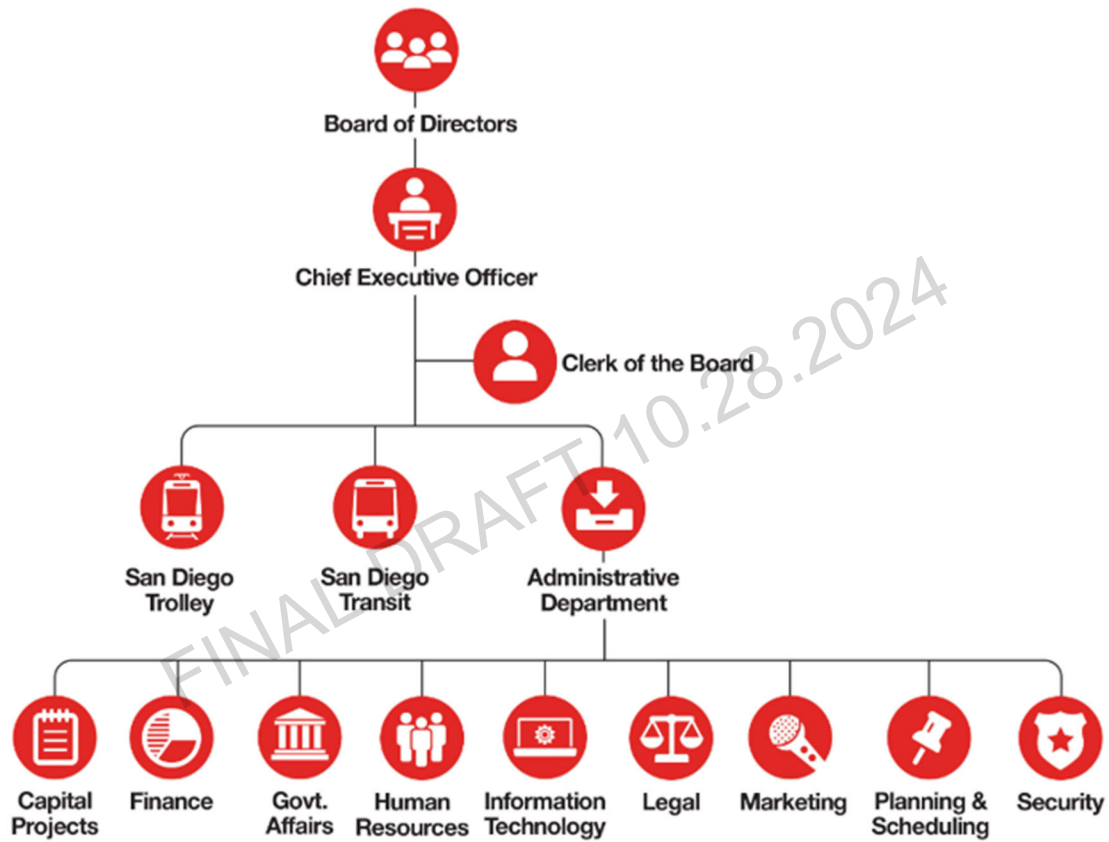 Board of Directors
Chief Executive Officer
Clerk of the Board
San Diego
Trolley
San Diego
Transit
Administrative
Department
FINAL DRAFT 10.28.2024
Capital
Projects
Finance
Govt.
Affairs
Human
Resources
Information
Technology
Legal
Marketing
Planning &
Scheduling
Security